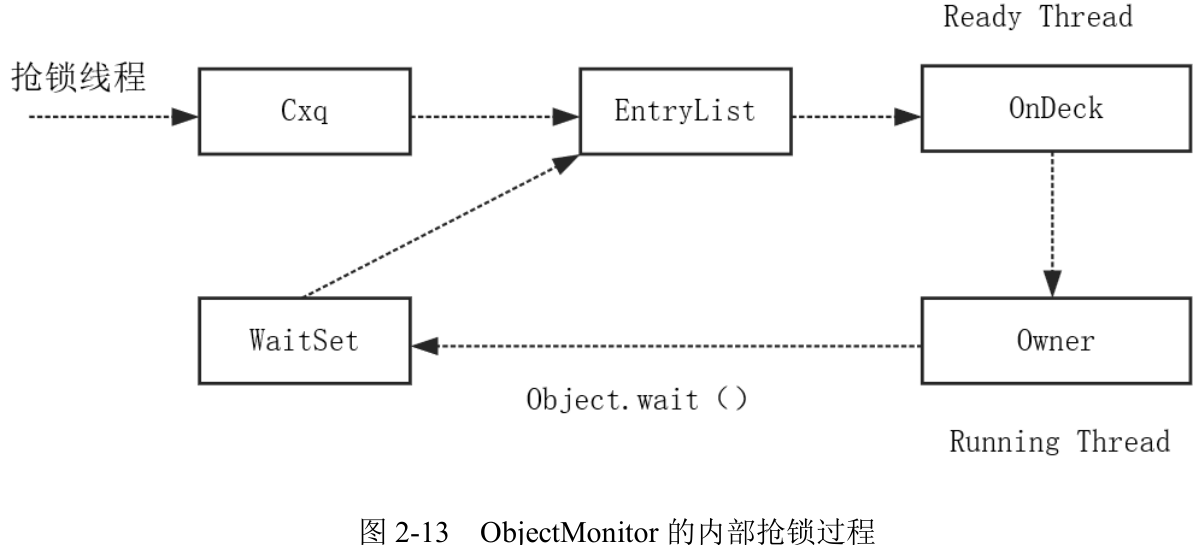 Ready Thread
抢锁线程
Cxq
EntryList
OnDeck
WaitSet
Owner
Object.wait（）
Running Thread
图 2-13 ObjectMonitor 的内部抢锁过程